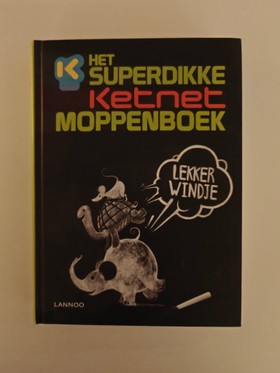 K HET
SUPERDIKKE
Ketnet
MOPPENBOEK
LEKKER
WINDJE
LANNOO